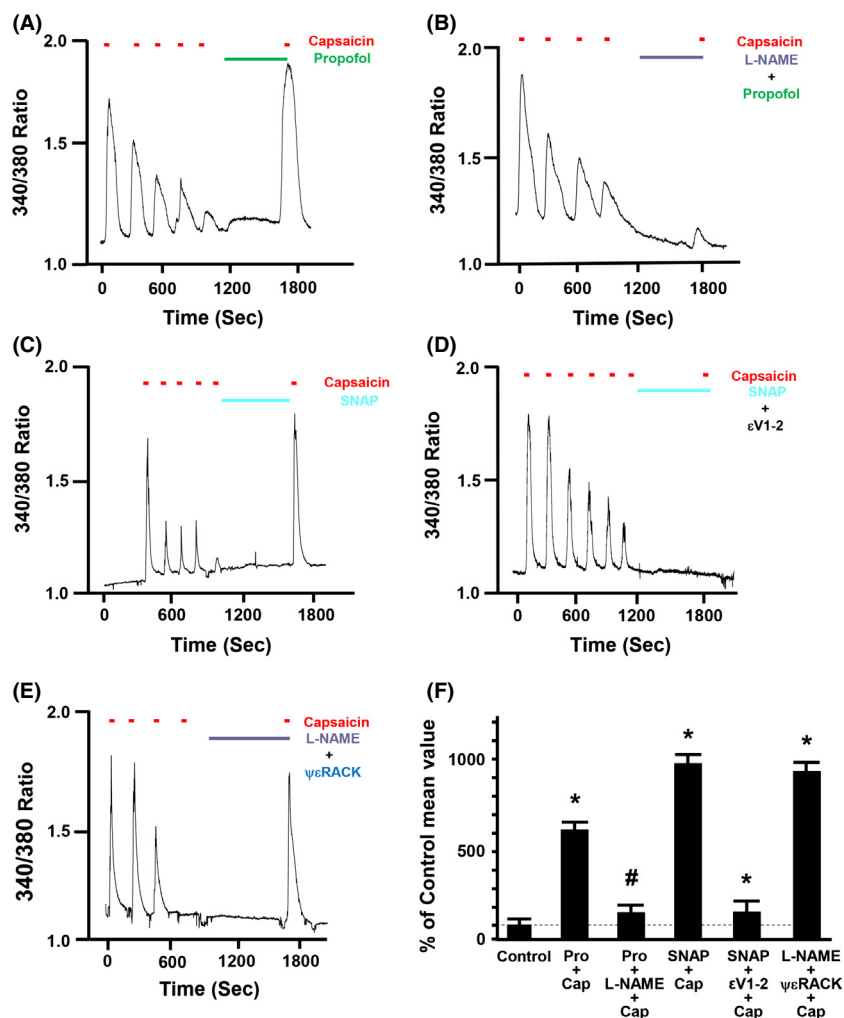 (A)
2.0
1.5
1.0
340/380 Ratio
Capsaicin
Propofol
0 600 1200 1800
Time (Sec)
(B)
2.0
1.5
1.0
340/380 Ratio
Capsaicin
L-NAME
+
Propofol
0 600 1200 1800
Time (Sec)
(C)
2.0
1.5
1.0
340/380 Ratio
Capsaicin
SNAP
0 600 1200 1800
Time (Sec)
(D)
2.0
1.5
1.0
340/380 Ratio
Capsaicin
SNAP
+
εV1-2
0 600 1200 1800
Time (Sec)
(E)
2.0
1.5
1.0
340/380 Ratio
Capsaicin
L-NAME
+
ψεRACK
0 600 1200 1800
Time (Sec)
(F)
1000
500
0
% of Control mean value
*
#
*
*
*
Control
Pro
+
Cap
Pro
+
L-NAME
+
Cap
SNAP
+
Cap
SNAP
+
εV1-2
+
Cap
L-NAME
+
ψεRACK
+
Cap